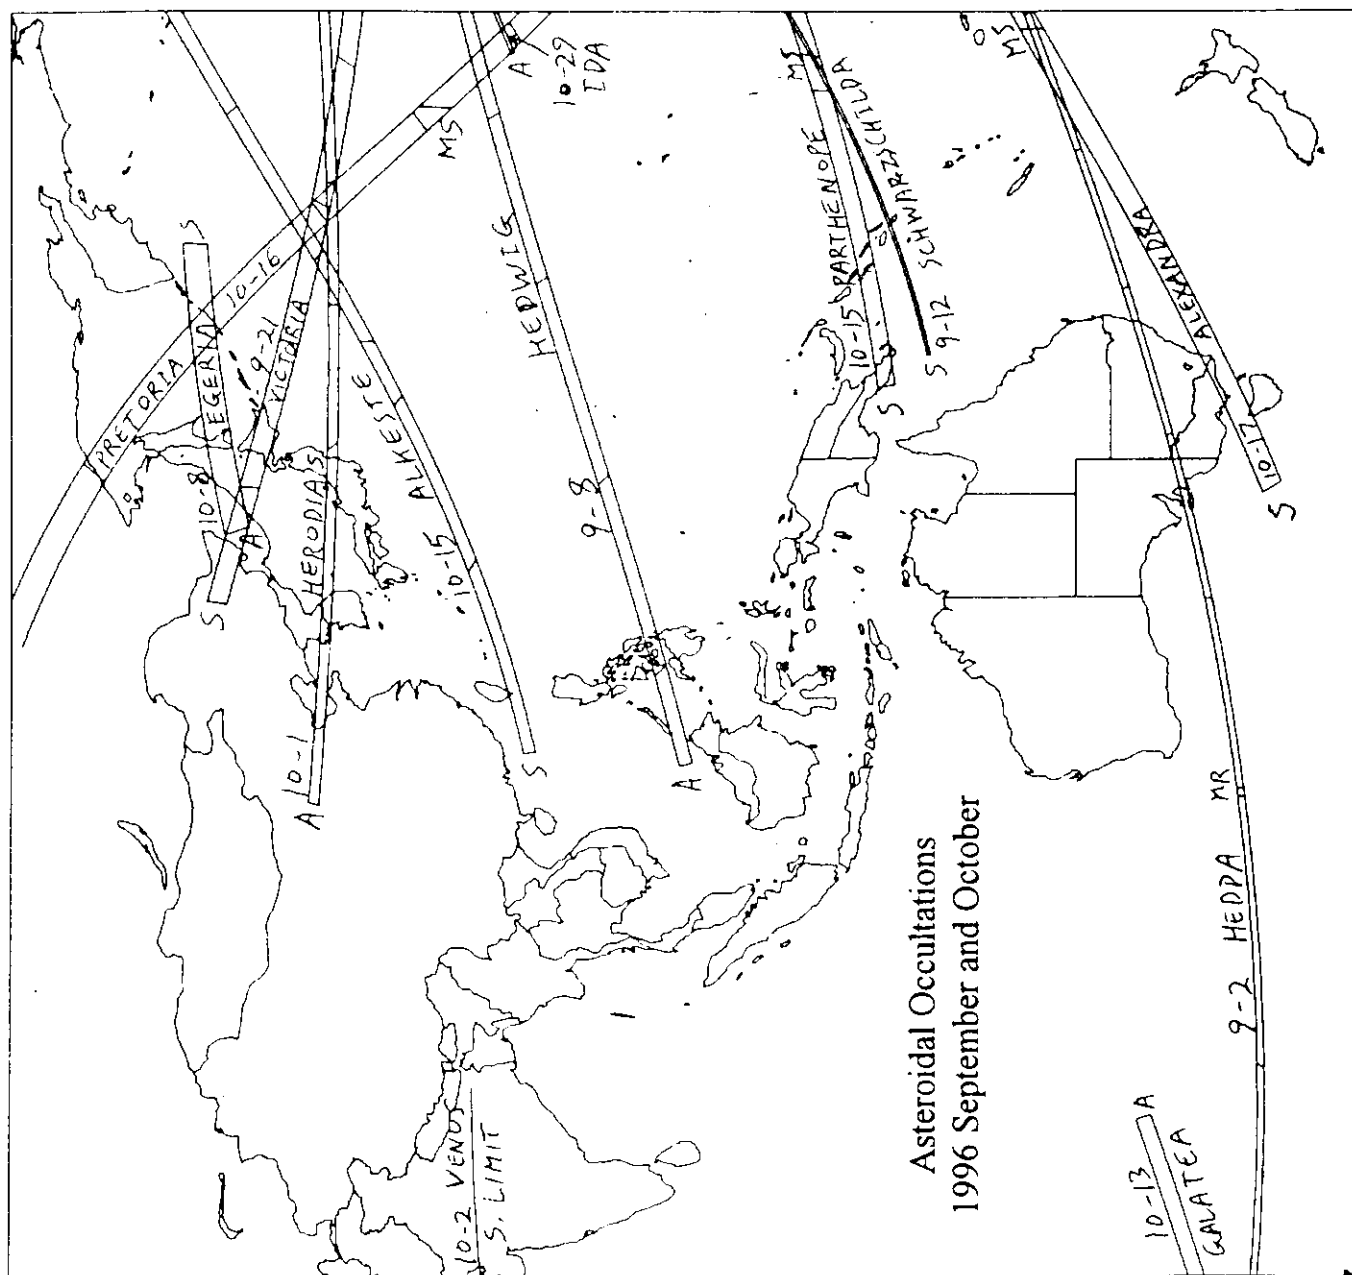 Asteroidal Occultations
1996 September and October
PRETORIA 10-16
S
10-8 EGERIA
S
9-21
VICTORIA
A
10-1 HERODIAS
A
10-15 ALKESTE
S
MS
A
10-29
IDA
9-8 HEDWIG
A
MS
10-15 PARTHENOPE
S
S 9-12 SCHWARZSCHILDA
MS
10-12 ALEXANDRA
S
9-2 HEDDA MR
10-2 VENUS
S. LIMIT
10-13 A
GALATEA